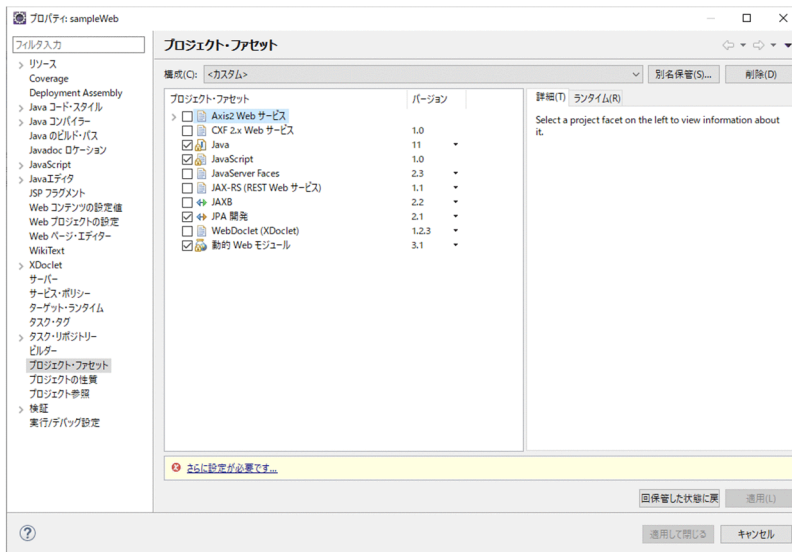 プロパティ: sampleWeb
フィルタ入力
リソース
Coverage
Deployment Assembly
Java コード・スタイル
Java コンパイラー
Java のビルド・パス
Javadoc ロケーション
JavaScript
Javaエディタ
JSP フラグメント
Web コンテンツの設定値
Web プロジェクトの設定
Web ページ・エディター
WikiText
XDoclet
サーバー
サービス・ポリシー
ターゲット・ランタイム
タスク・タグ
タスク・リポジトリー
ビルダー
プロジェクト・ファセット
プロジェクトの性質
プロジェクト参照
検証
実行/デバッグ設定
プロジェクト・ファセット
構成(C): <カスタム> 別名保管(S)... 削除(D)
プロジェクト・ファセット バージョン
Axis2 Web サービス
CXF 2.x Web サービス 1.0
Java 11
JavaScript 1.0
JavaServer Faces 2.3
JAX-RS (REST Web サービス) 1.1
JAXB 2.2
JPA 開発 2.1
WebDoclet (XDoclet) 1.2.3
動的 Web モジュール 3.1
詳細(T) ランタイム(R)
Select a project facet on the left to view information about
it.
さらに設定が必要です...
回保管した状態に戻 適用(L)
適用して閉じる キャンセル